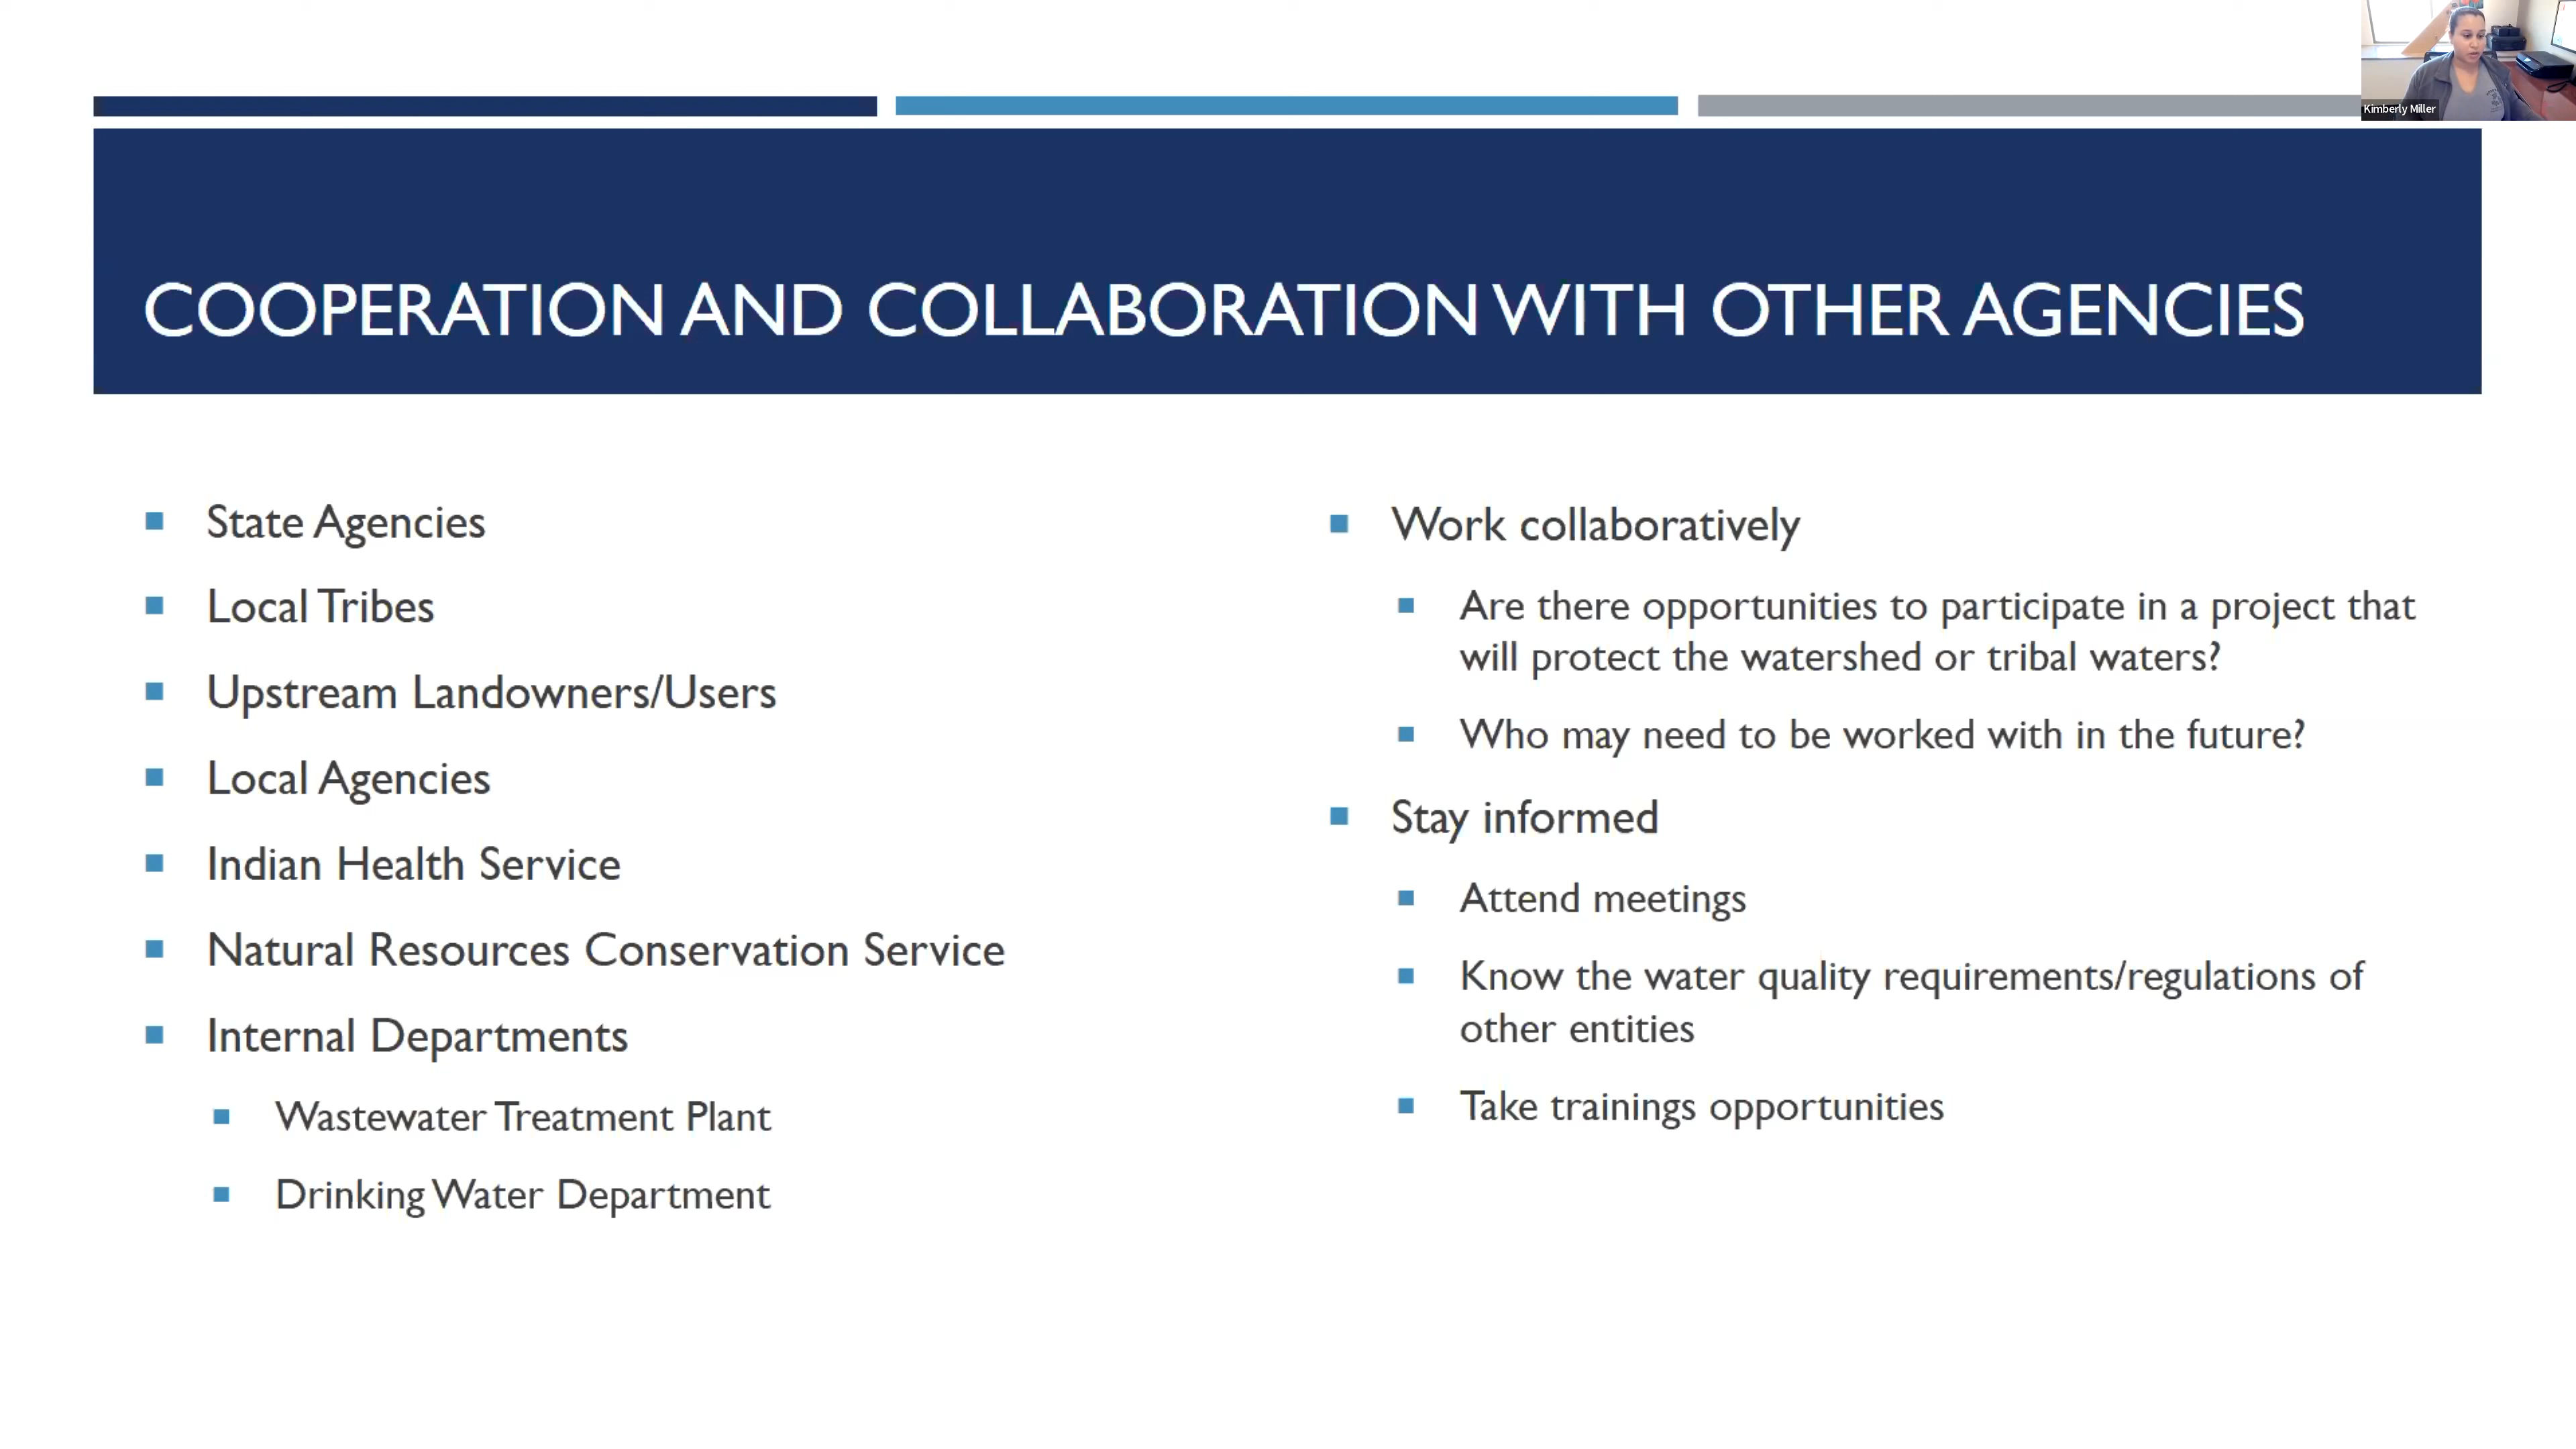 Kimberly Miller
COOPERATION AND COLLABORATION WITH OTHER AGENCIES
State Agencies
Local Tribes
Upstream Landowners/Users
Local Agencies
Indian Health Service
Natural Resources Conservation Service
Internal Departments
Wastewater Treatment Plant
Drinking Water Department
Work collaboratively
Are there opportunities to participate in a project that
will protect the watershed or tribal waters?
Who may need to be worked with in the future?
Stay informed
Attend meetings
Know the water quality requirements/regulations of
other entities
Take trainings opportunities